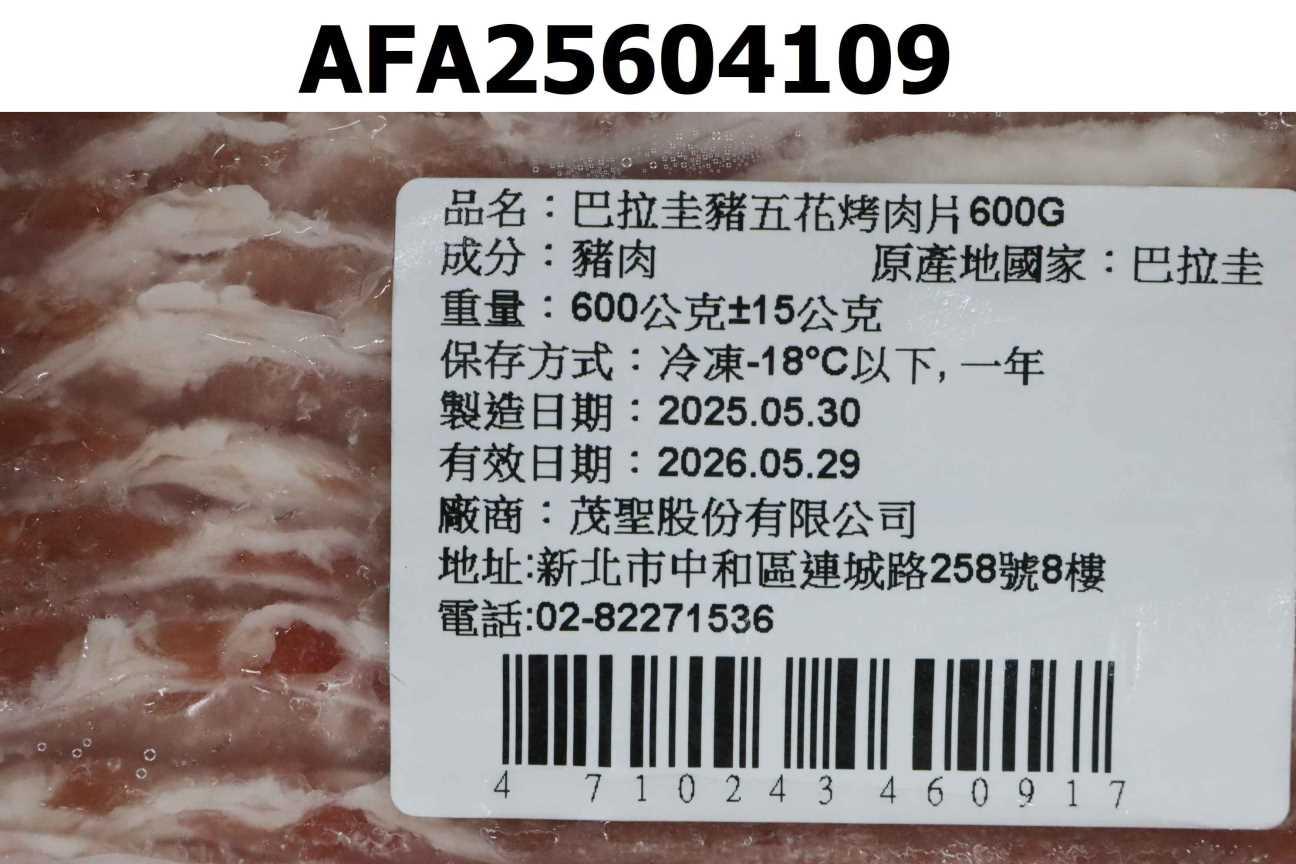 AFA25604109
品名：巴拉圭豬五花烤肉片600G
成分：豬肉 原產地國家：巴拉圭
重量：600公克±15公克
保存方式：冷凍-18°C以下, 一年
製造日期：2025.05.30
有效日期：2026.05.29
廠商：茂聖股份有限公司
地址:新北市中和區連城路258號8樓
電話:02-82271536
4 710243 460917